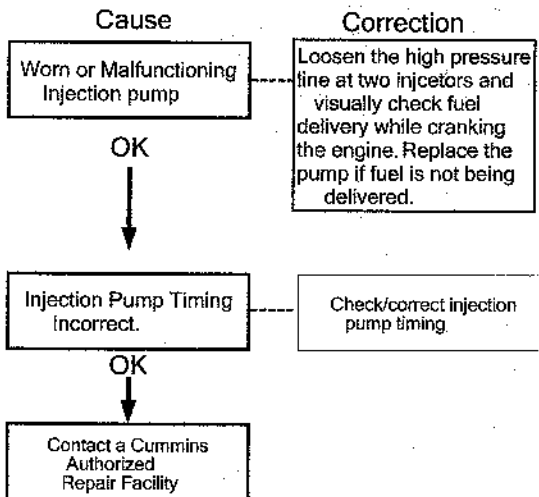 Cause
Correction
Worn or Malfunctioning
Injection pump
Loosen the high pressure
line at two injcetors and
visually check fuel
delivery while cranking
the engine. Replace the
pump if fuel is not being
delivered.
OK
Injection Pump Timing
Incorrect.
Check/correct injection
pump timing
OK
Contact a Cummins
Authorized
Repair Facility